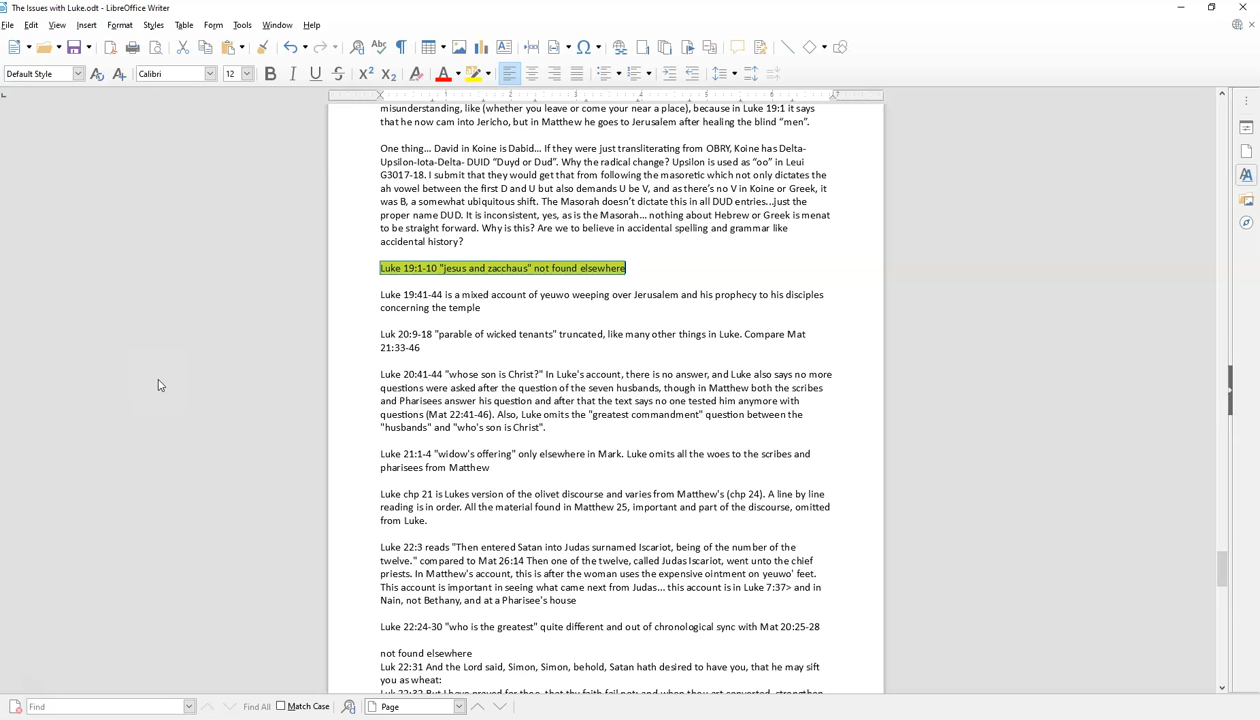 The Issues with Luke.odt - LibreOffice Writer
File Edit View Insert Format Styles Table Form Tools Window Help
Default Style Calibri 12
1 2 3 4 5 6 7
misunderstanding, like (whether you leave or come your near a place), because in Luke 19:1 it says
that he now cam into Jericho, but in Matthew he goes to Jerusalem after healing the blind “men”.
One thing... David in Koine is Dabid... If they were just transliterating from OBRY, Koine has Delta-
Upsilon-Iota-Delta- DUID “Duyd or Dud”. Why the radical change? Upsilon is used as “oo” in Leui
G3017-18. I submit that they would get that from following the masoretic which not only dictates the
ah vowel between the first D and U but also demands U be V, and as there’s no V in Koine or Greek, it
was B, a somewhat ubiquitous shift. The Masorah doesn’t dictate this in all DUD entries...just the
proper name DUD. It is inconsistent, yes, as is the Masorah... nothing about Hebrew or Greek is menat
to be straight forward. Why is this? Are we to believe in accidental spelling and grammar like
accidental history?
Luke 19:1-10 "jesus and zacchaus" not found elsewhere
Luke 19:41-44 is a mixed account of yeuwo weeping over Jerusalem and his prophecy to his disciples
concerning the temple
Luk 20:9-18 "parable of wicked tenants" truncated, like many other things in Luke. Compare Mat
21:33-46
Luke 20:41-44 "whose son is Christ?" In Luke's account, there is no answer, and Luke also says no more
questions were asked after the question of the seven husbands, though in Matthew both the scribes
and Pharisees answer his question and after that the text says no one tested him anymore with
questions (Mat 22:41-46). Also, Luke omits the "greatest commandment" question between the
"husbands" and "who's son is Christ".
Luke 21:1-4 "widow's offering" only elsewhere in Mark. Luke omits all the woes to the scribes and
pharisees from Matthew
Luke chp 21 is Lukes version of the olivet discourse and varies from Matthew's (chp 24). A line by line
reading is in order. All the material found in Matthew 25, important and part of the discourse, omitted
from Luke.
Luke 22:3 reads "Then entered Satan into Judas surnamed Iscariot, being of the number of the
twelve." compared to Mat 26:14 Then one of the twelve, called Judas Iscariot, went unto the chief
priests. In Matthew's account, this is after the woman uses the expensive ointment on yeuwo' feet.
This account is important in seeing what came next from Judas... this account is in Luke 7:37> and in
Nain, not Bethany, and at a Pharisee's house
Luke 22:24-30 "who is the greatest" quite different and out of chronological sync with Mat 20:25-28
not found elsewhere
Luk 22:31 And the Lord said, Simon, Simon, behold, Satan hath desired to have you, that he may sift
you as wheat:
Luk 22:32 But I have prayed for thee, that thy faith fail not: and when thou art converted, strengthen
Find Find All Match Case Page